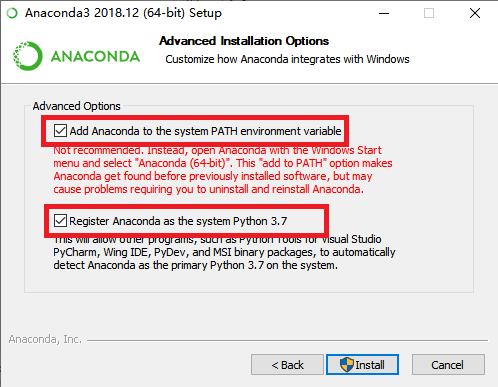 Anaconda3 2018.12 (64-bit) Setup
ANACONDA
Advanced Installation Options
Customize how Anaconda integrates with Windows
Advanced Options
Add Anaconda to the system PATH environment variable
Not recommended. Instead, open Anaconda with the Windows Start
menu and select "Anaconda (64-bit)". This "add to PATH" option makes
Anaconda get found before previously installed software, but may
cause problems requiring you to uninstall and reinstall Anaconda.
Register Anaconda as the system Python 3.7
This will allow other programs, such as Python Tools for Visual Studio
PyCharm, Wing IDE, PyDev, and MSI binary packages, to automatically
detect Anaconda as the primary Python 3.7 on the system.
Anaconda, Inc.
< Back
Install
Cancel